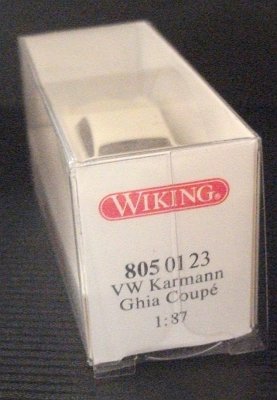 WIKING®
805 01 23
VW Karmann
Ghia Coupé
1:87